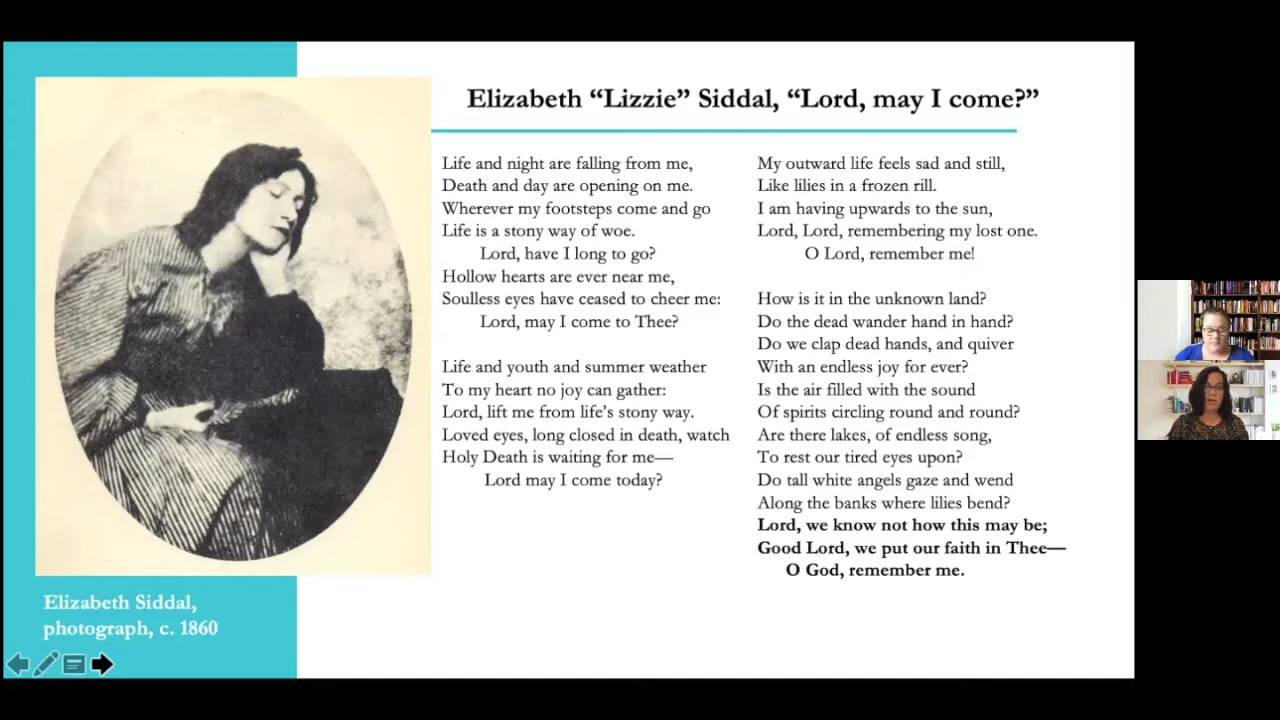 Elizabeth “Lizzie” Siddal, “Lord, may I come?”
Life and night are falling from me,
Death and day are opening on me.
Wherever my footsteps come and go
Life is a stony way of woe.
Lord, have I long to go?
Hollow hearts are ever near me,
Soulless eyes have ceased to cheer me:
Lord, may I come to Thee?
Life and youth and summer weather
To my heart no joy can gather:
Lord, lift me from life’s stony way.
Loved eyes, long closed in death, watch
Holy Death is waiting for me—
Lord may I come today?
My outward life feels sad and still,
Like lilies in a frozen rill.
I am having upwards to the sun,
Lord, Lord, remembering my lost one.
O Lord, remember me!
How is it in the unknown land?
Do the dead wander hand in hand?
Do we clap dead hands, and quiver
With an endless joy for ever?
Is the air filled with the sound
Of spirits circling round and round?
Are there lakes, of endless song,
To rest our tired eyes upon?
Do tall white angels gaze and wend
Along the banks where lilies bend?
Lord, we know not how this may be;
Good Lord, we put our faith in Thee—
O God, remember me.
Elizabeth Siddal,
photograph, c. 1860